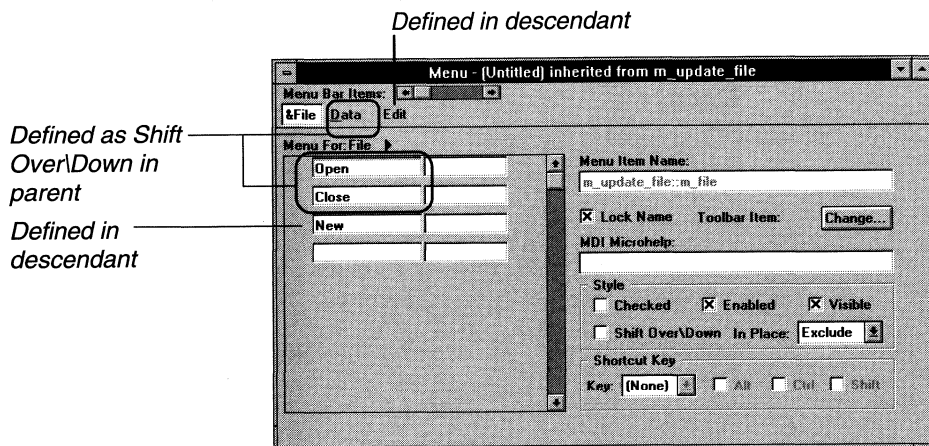 Defined in descendant
Menu - (Untitled) inherited from m_update_file
Menu Bar Items:
&File Data Edit
Defined as Shift
Over\Down in
parent
Menu For: File
Open
Close
New
Defined in
descendant
Menu Item Name:
m_update_file::m_file
Lock Name Toolbar Item: Change...
MDI Microhelp:
Style
Checked Enabled Visible
Shift Over\Down In Place: Exclude
Shortcut Key
Key: (None) Alt Ctrl Shift